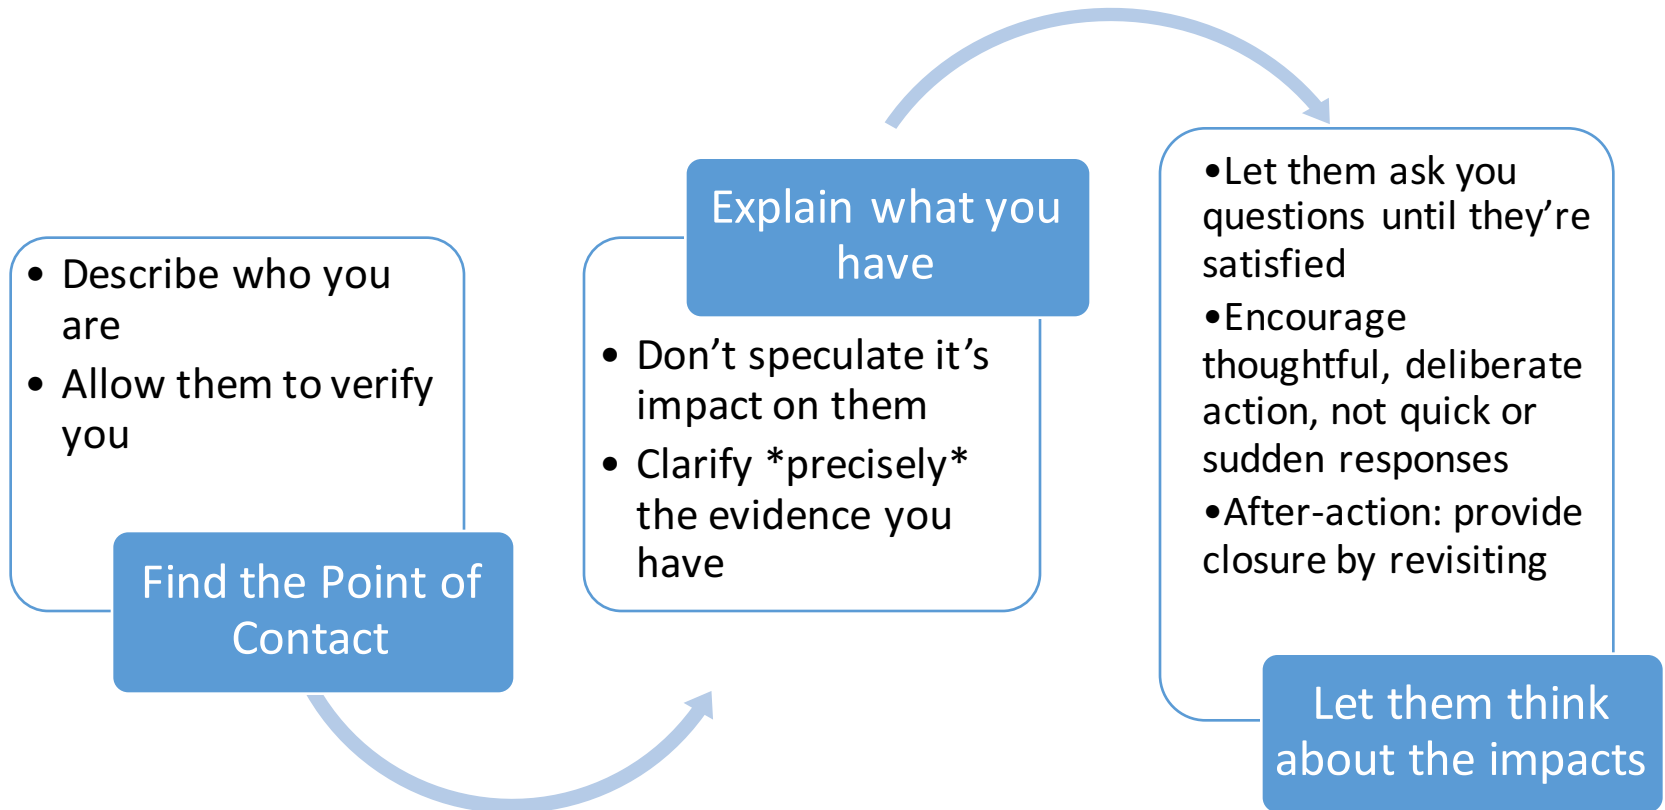 • Describe who you
are
• Allow them to verify
you
Find the Point of
Contact
Explain what you
have
• Don’t speculate it’s
impact on them
• Clarify *precisely*
the evidence you
have
•Let them ask you
questions until they’re
satisfied
•Encourage
thoughtful, deliberate
action, not quick or
sudden responses
•After-action: provide
closure by revisiting
Let them think
about the impacts